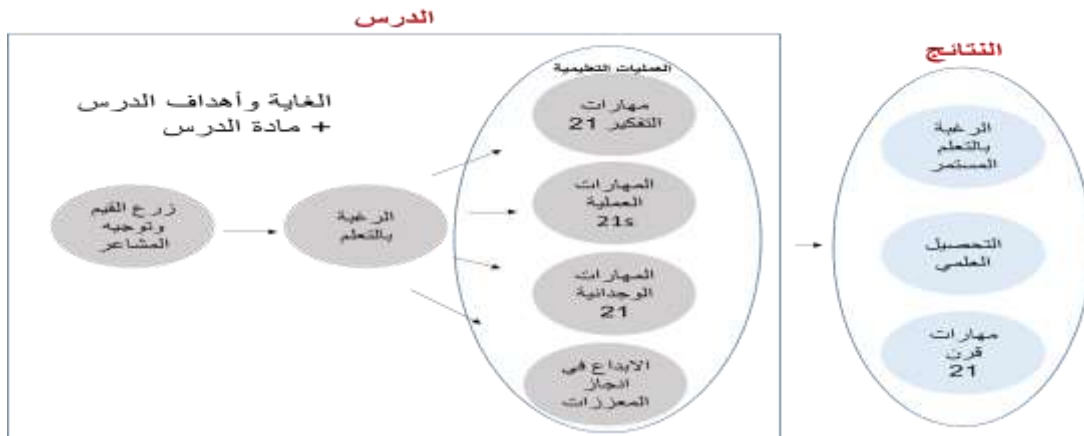 الدرس
الغاية وأهداف الدرس
+ مادة الدرس
زرع القيم
وتوجيه
المشاعر
الرغبة
بالتعلم
العمليات التعليمية
مهارات
التفكير 21
المهارات
العملية
21s
المهارات
الوجدانية
21
الابداع في
انجاز
المعززات
النتائج
الرغبة
بالتعلم
المستمر
التحصيل
العلمي
مهارات
قرن
21